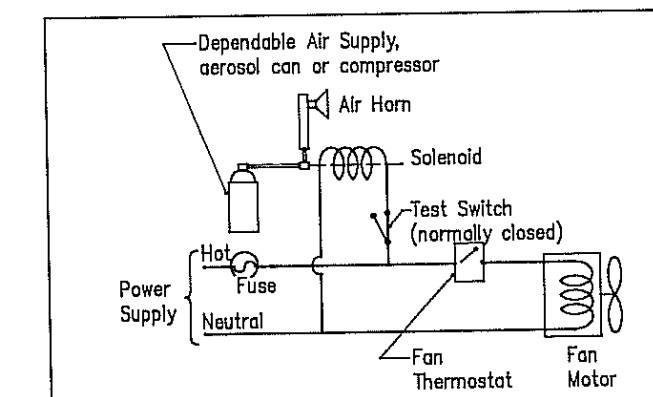 Dependable Air Supply,
aerosol can or compressor
Air Horn
Solenoid
Test Switch
(normally closed)
Hot
Fuse
Power
Supply
Neutral
Fan
Thermostat
Fan
Motor